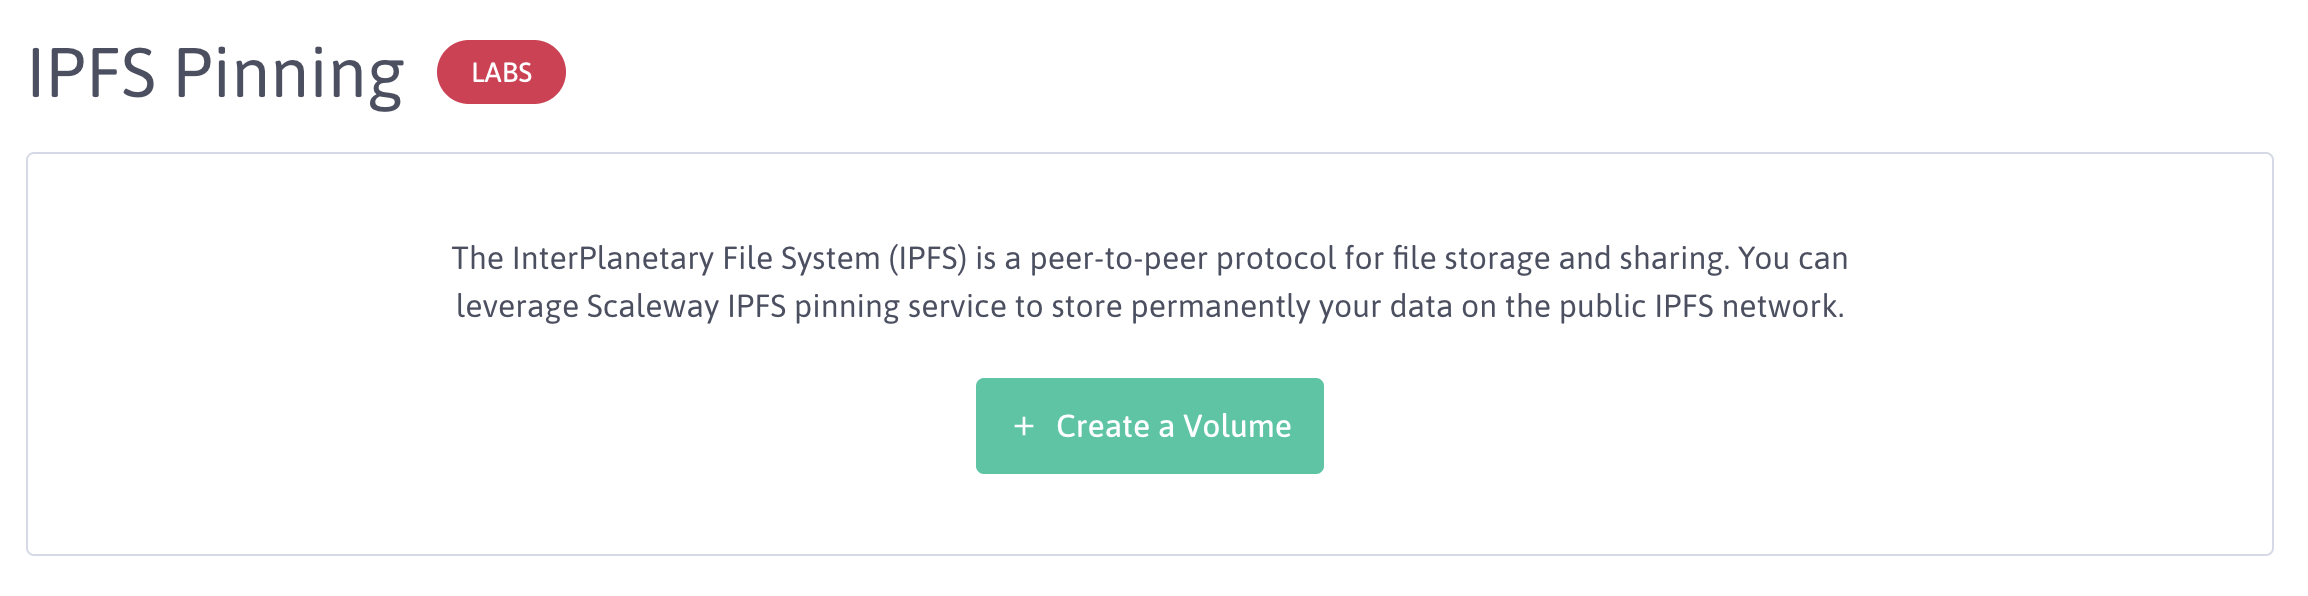 IPFS Pinning LABS
The InterPlanetary File System (IPFS) is a peer-to-peer protocol for file storage and sharing. You can
leverage Scaleway IPFS pinning service to store permanently your data on the public IPFS network.
+ Create a Volume